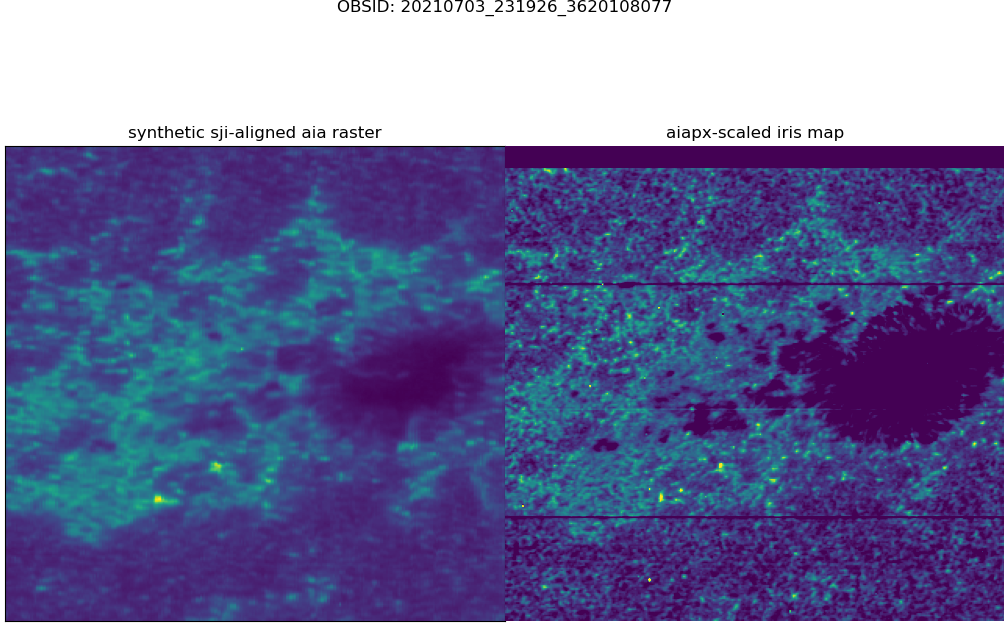 OBSID: 20210703_231926_3620108077
synthetic sji-aligned aia raster
aiapx-scaled iris map